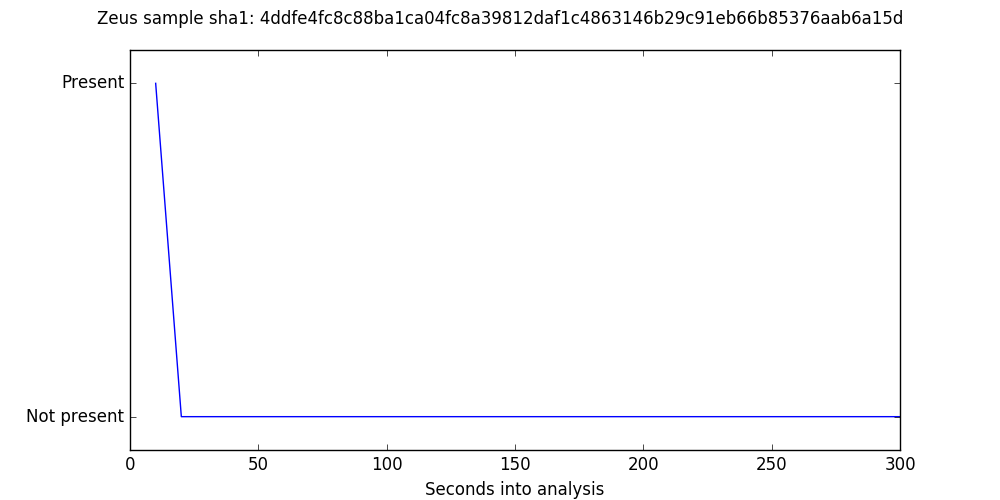 Zeus sample sha1: 4ddfe4fc8c88ba1ca04fc8a39812daf1c4863146b29c91eb66b85376aab6a15d
Present
Not present
0 50 100 150 200 250 300
Seconds into analysis